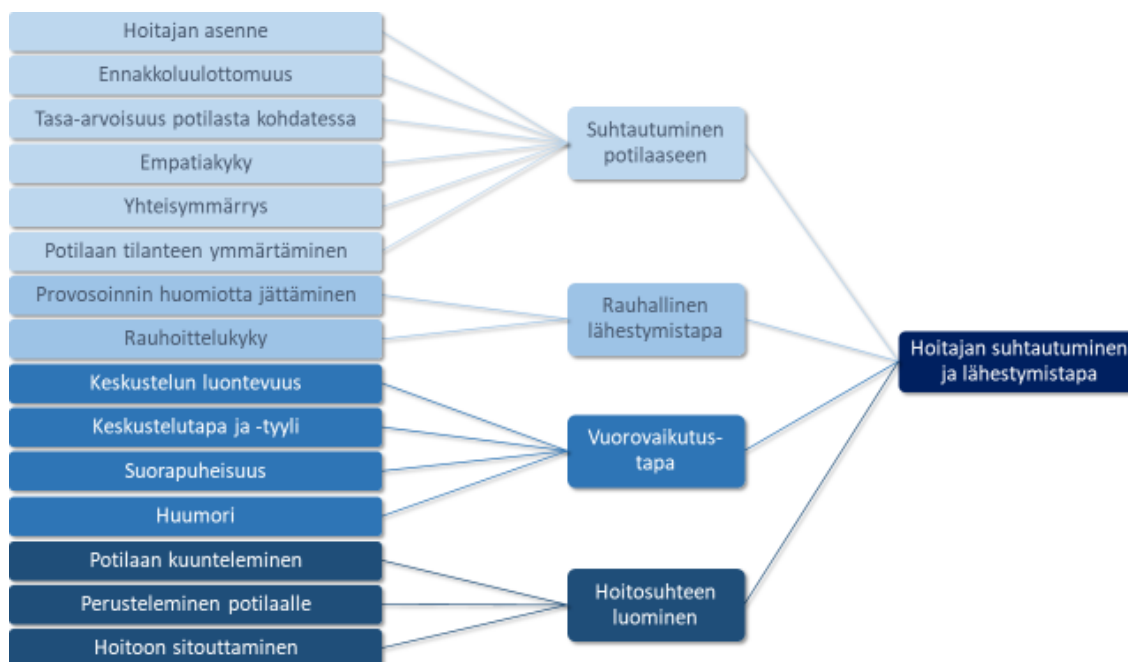 Hoitajan asenne
Ennakkoluulottomuus
Tasa-arvoisuus potilasta kohdatessa
Empatiakyky
Yhteisymmärrys
Potilaan tilanteen ymmärtäminen
Provosoinnin huomiotta jättäminen
Rauhoittelukyky
Keskustelun luontevuus
Keskustelutapa ja -tyyli
Suorapuheisuus
Huumori
Potilaan kuunteleminen
Perusteleminen potilaalle
Hoitoon sitouttaminen
Suhtautuminen
potilaaseen
Rauhallinen
lähestymistapa
Vuorovaikutus-
tapa
Hoitosuhteen
luominen
Hoitajan suhtautuminen
ja lähestymistapa